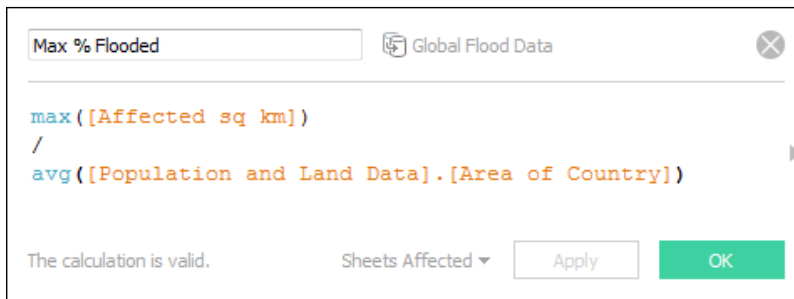 Max % Flooded Global Flood Data
max([Affected sq km])
/
avg([Population and Land Data].[Area of Country])
The calculation is valid. Sheets Affected Apply OK